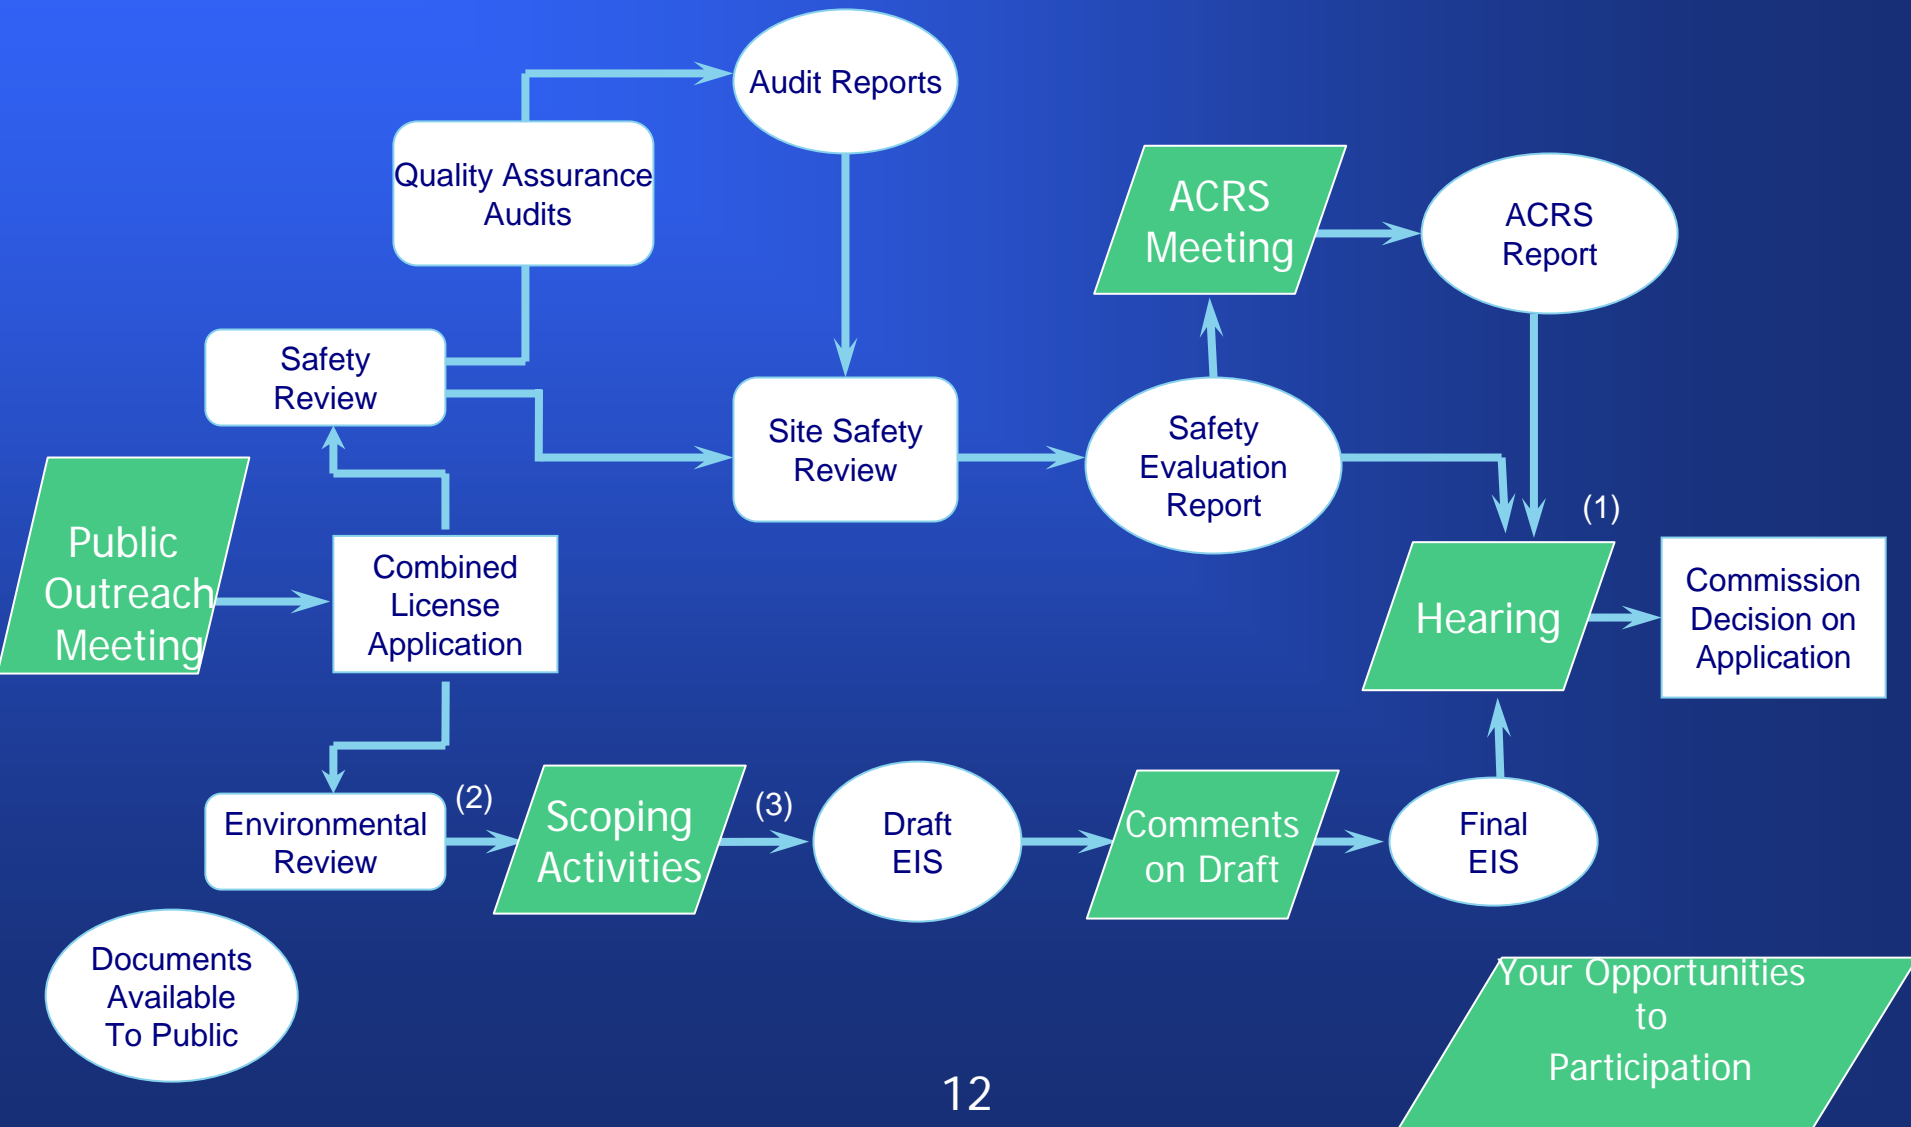 Audit Reports
Quality Assurance
Audits
ACRS
Meeting
ACRS
Report
Safety
Review
Site Safety
Review
Safety
Evaluation
Report
(1)
Public
Outreach
Meeting
Combined
License
Application
Hearing
Commission
Decision on
Application
Environmental
Review
(2)
Scoping
Activities
(3)
Draft
EIS
Comments
on Draft
Final
EIS
Documents
Available
To Public
Your Opportunities
to
Participation
12